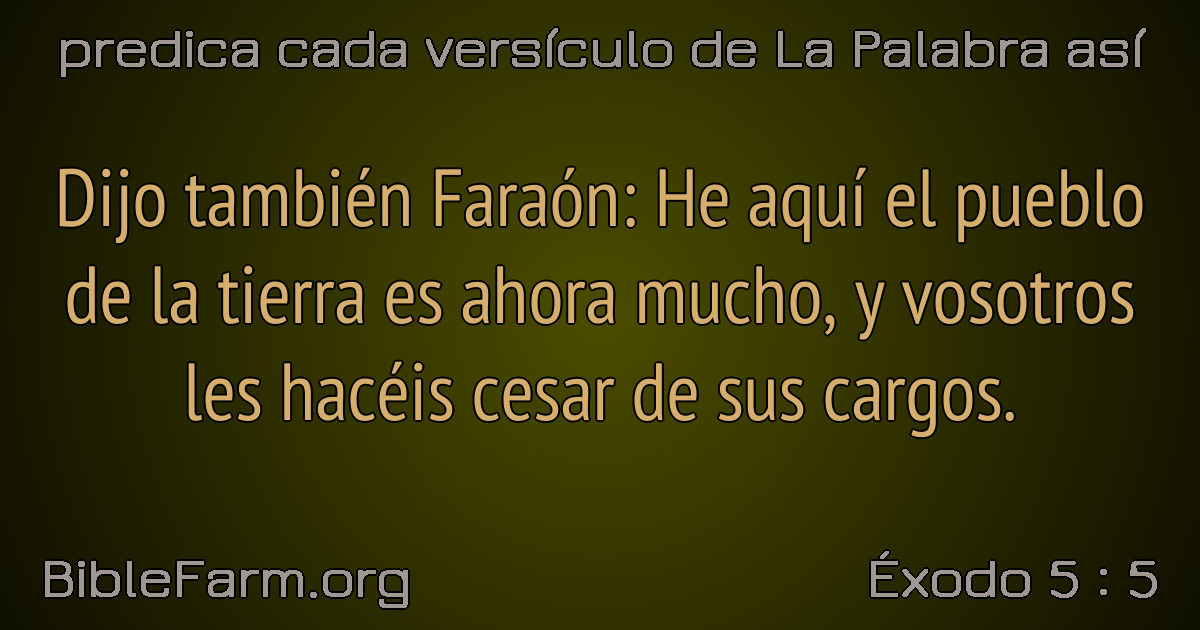 predica cada versículo de La Palabra así
Dijo también Faraón: He aquí el pueblo
de la tierra es ahora mucho, y vosotros
les hacéis cesar de sus cargos.
BibleFarm.org
Éxodo 5 : 5